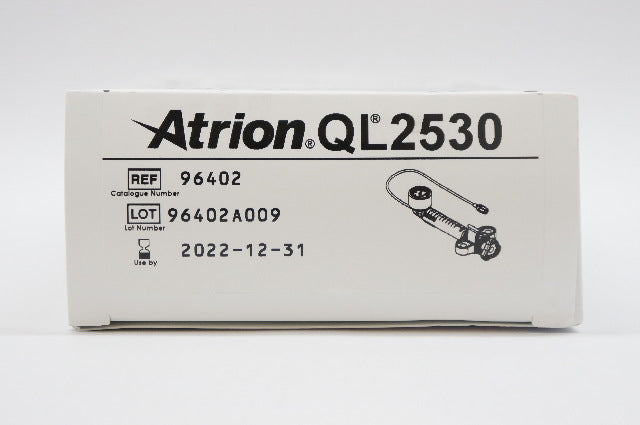 Atrion® QL®2530
REF 96402
Catalogue Number
LOT 96402A009
Lot Number
2022-12-31
Use by